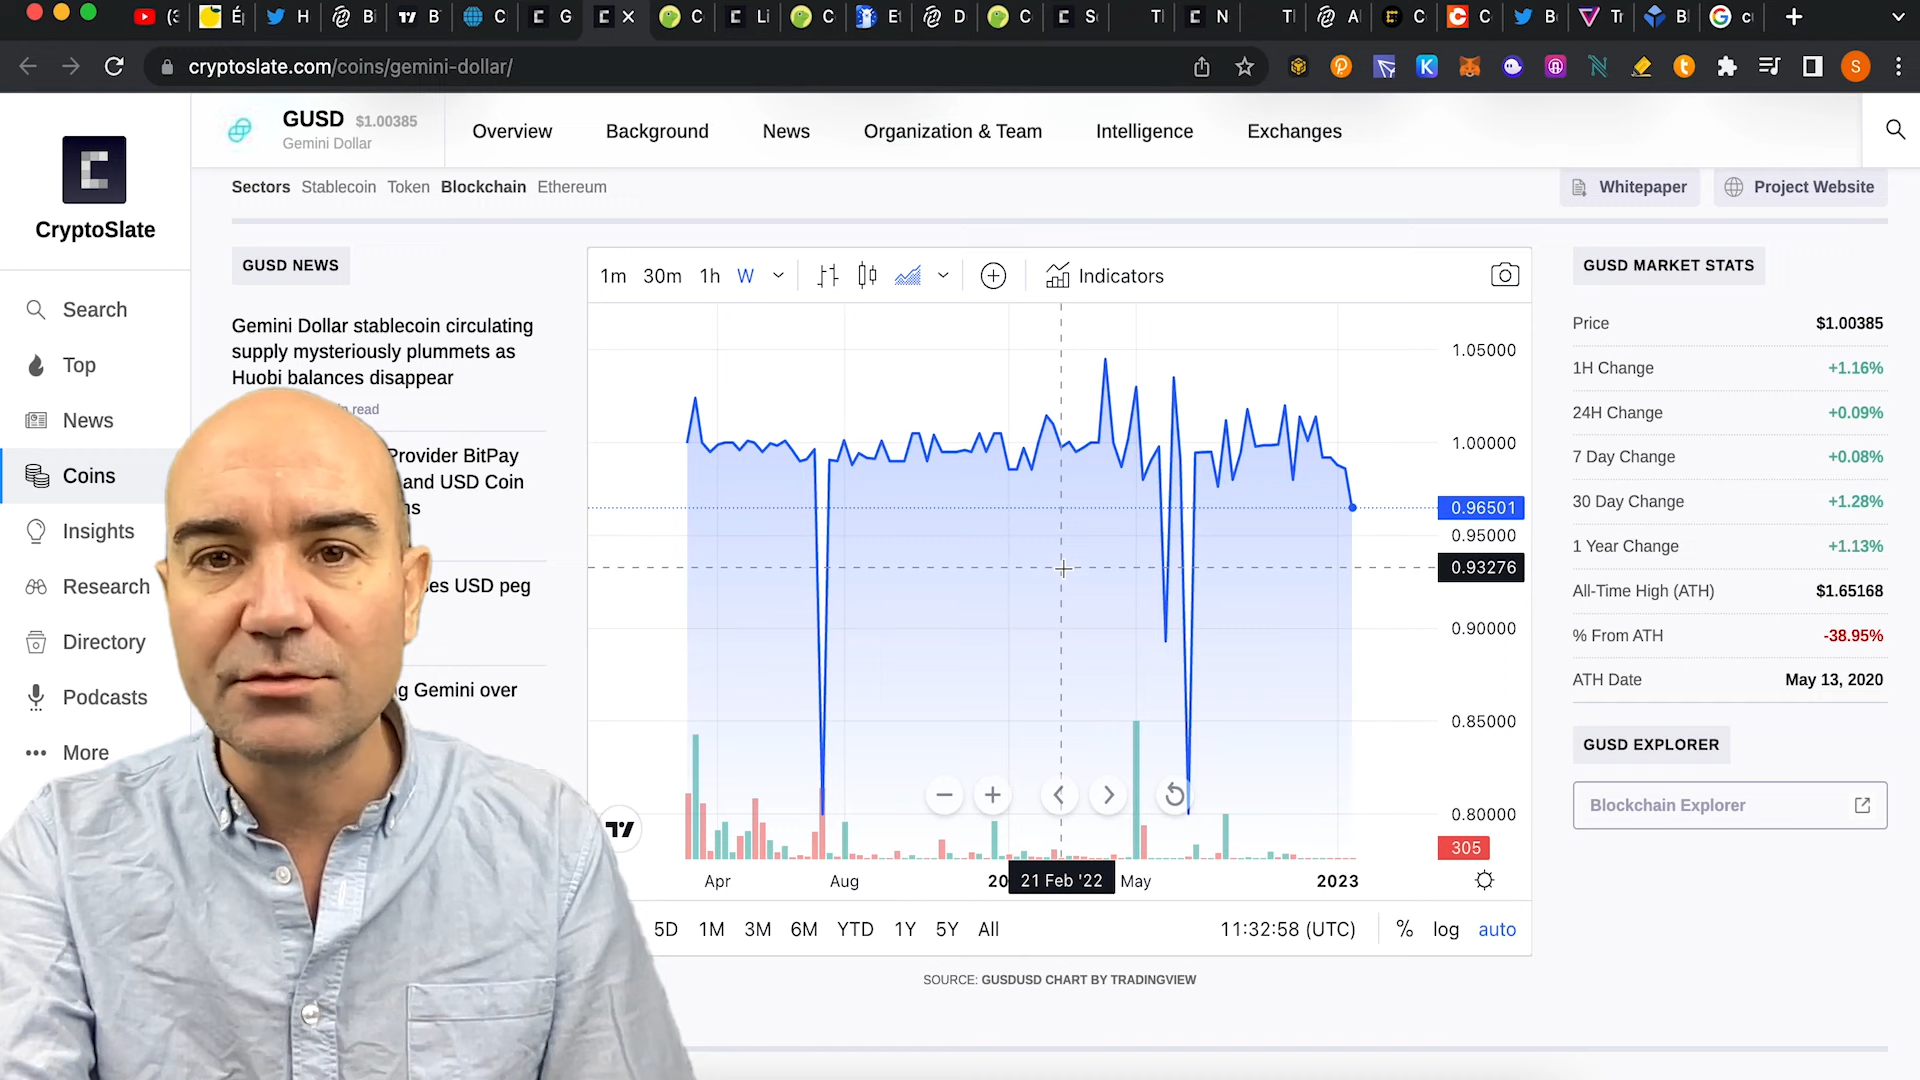 (3
É
H
Bi
B
C
G
C
Li
C
Et
D
C
S
Tl
N
Tl
A
C
C
B
Tr
Bl
c
cryptoslate.com/coins/gemini-dollar/
S
GUSD $1.00385
Gemini Dollar
Overview Background News Organization & Team Intelligence Exchanges
CryptoSlate
Search
Top
News
Coins
Insights
Research
Directory
Podcasts
More
Sectors Stablecoin Token Blockchain Ethereum
Whitepaper Project Website
GUSD NEWS
Gemini Dollar stablecoin circulating
supply mysteriously plummets as
Huobi balances disappear
read
Provider BitPay
and USD Coin
USD peg
Gemini over
1m 30m 1h W Indicators
1.05000
1.00000
0.96501
0.95000
0.93276
0.90000
0.85000
0.80000
305
Apr Aug 20 21 Feb '22 May 2023
5D 1M 3M 6M YTD 1Y 5Y All 11:32:58 (UTC) % log auto
SOURCE: GUSDUSD CHART BY TRADINGVIEW
GUSD MARKET STATS
Price $1.00385
1H Change +1.16%
24H Change +0.09%
7 Day Change +0.08%
30 Day Change +1.28%
1 Year Change +1.13%
All-Time High (ATH) $1.65168
% From ATH -38.95%
ATH Date May 13, 2020
GUSD EXPLORER
Blockchain Explorer